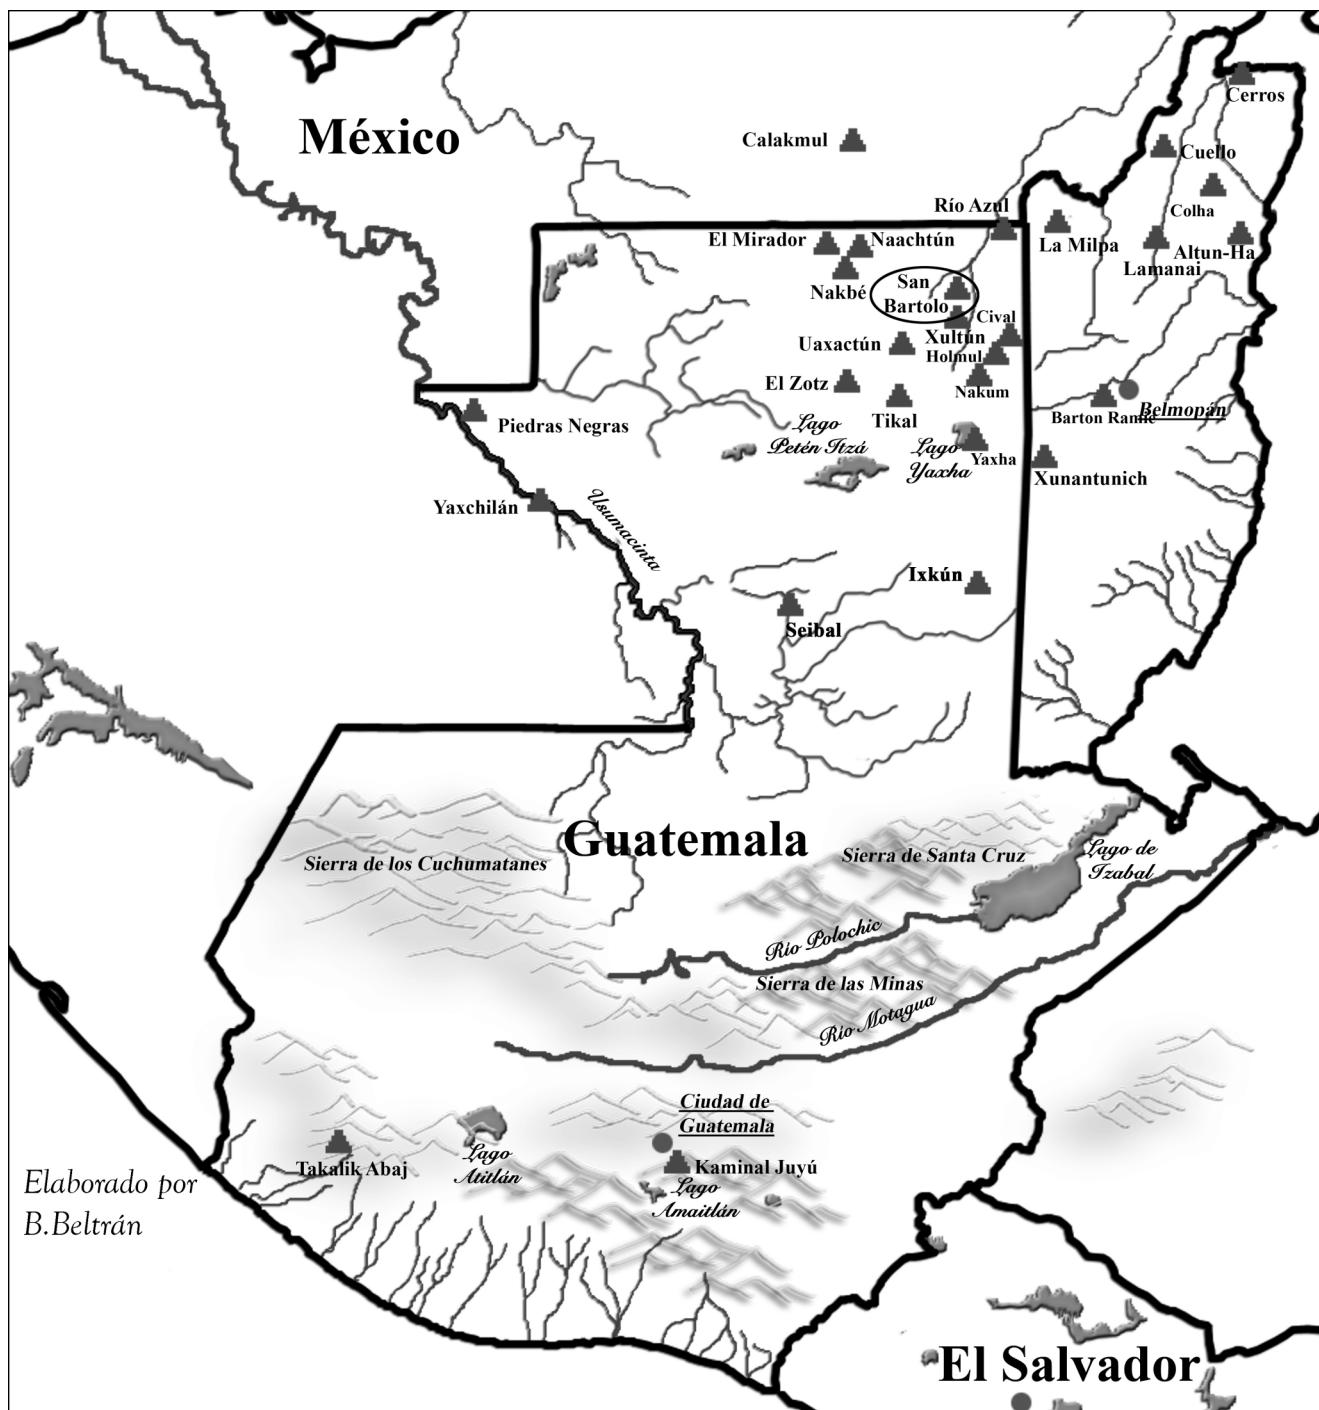 México
Cerros
Calakmul
Cuello
Río Azul
Colha
El Mirador
Naachtún
La Milpa
Altun-Ha
Lamanai
Nakbé
San
Bartolo
Cival
Uaxactún
Xultún
Holmul
El Zotz
Nakum
Tikal
Barton Ramie
Belmopán
Piedras Negras
Lago
Petén Itzá
Lago
Yaxha
Yaxha
Xunantunich
Yaxchilán
Usumacinta
Ixkún
Seibal
Guatemala
Sierra de los Cuchumatanes
Sierra de Santa Cruz
Lago de
Izabal
Río Polochic
Sierra de las Minas
Río Motagua
Ciudad de
Guatemala
Takalik Abaj
Lago
Atitlán
Kaminal Juyú
Lago
Amaitlán
Elaborado por
B.Beltrán
El Salvador